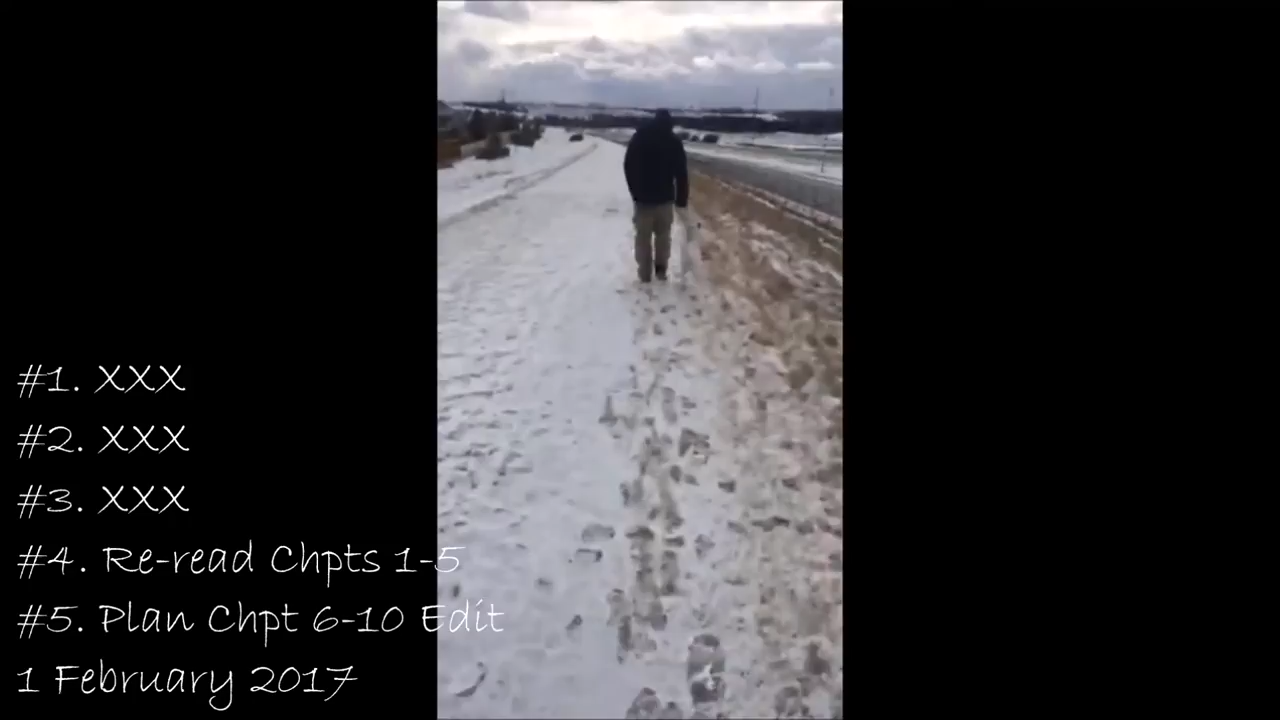 #1. XXX
#2. XXX
#3. XXX
#4. Re-read Chpts 1-5
#5. Plan Chpt 6-10 Edit
1 February 2017